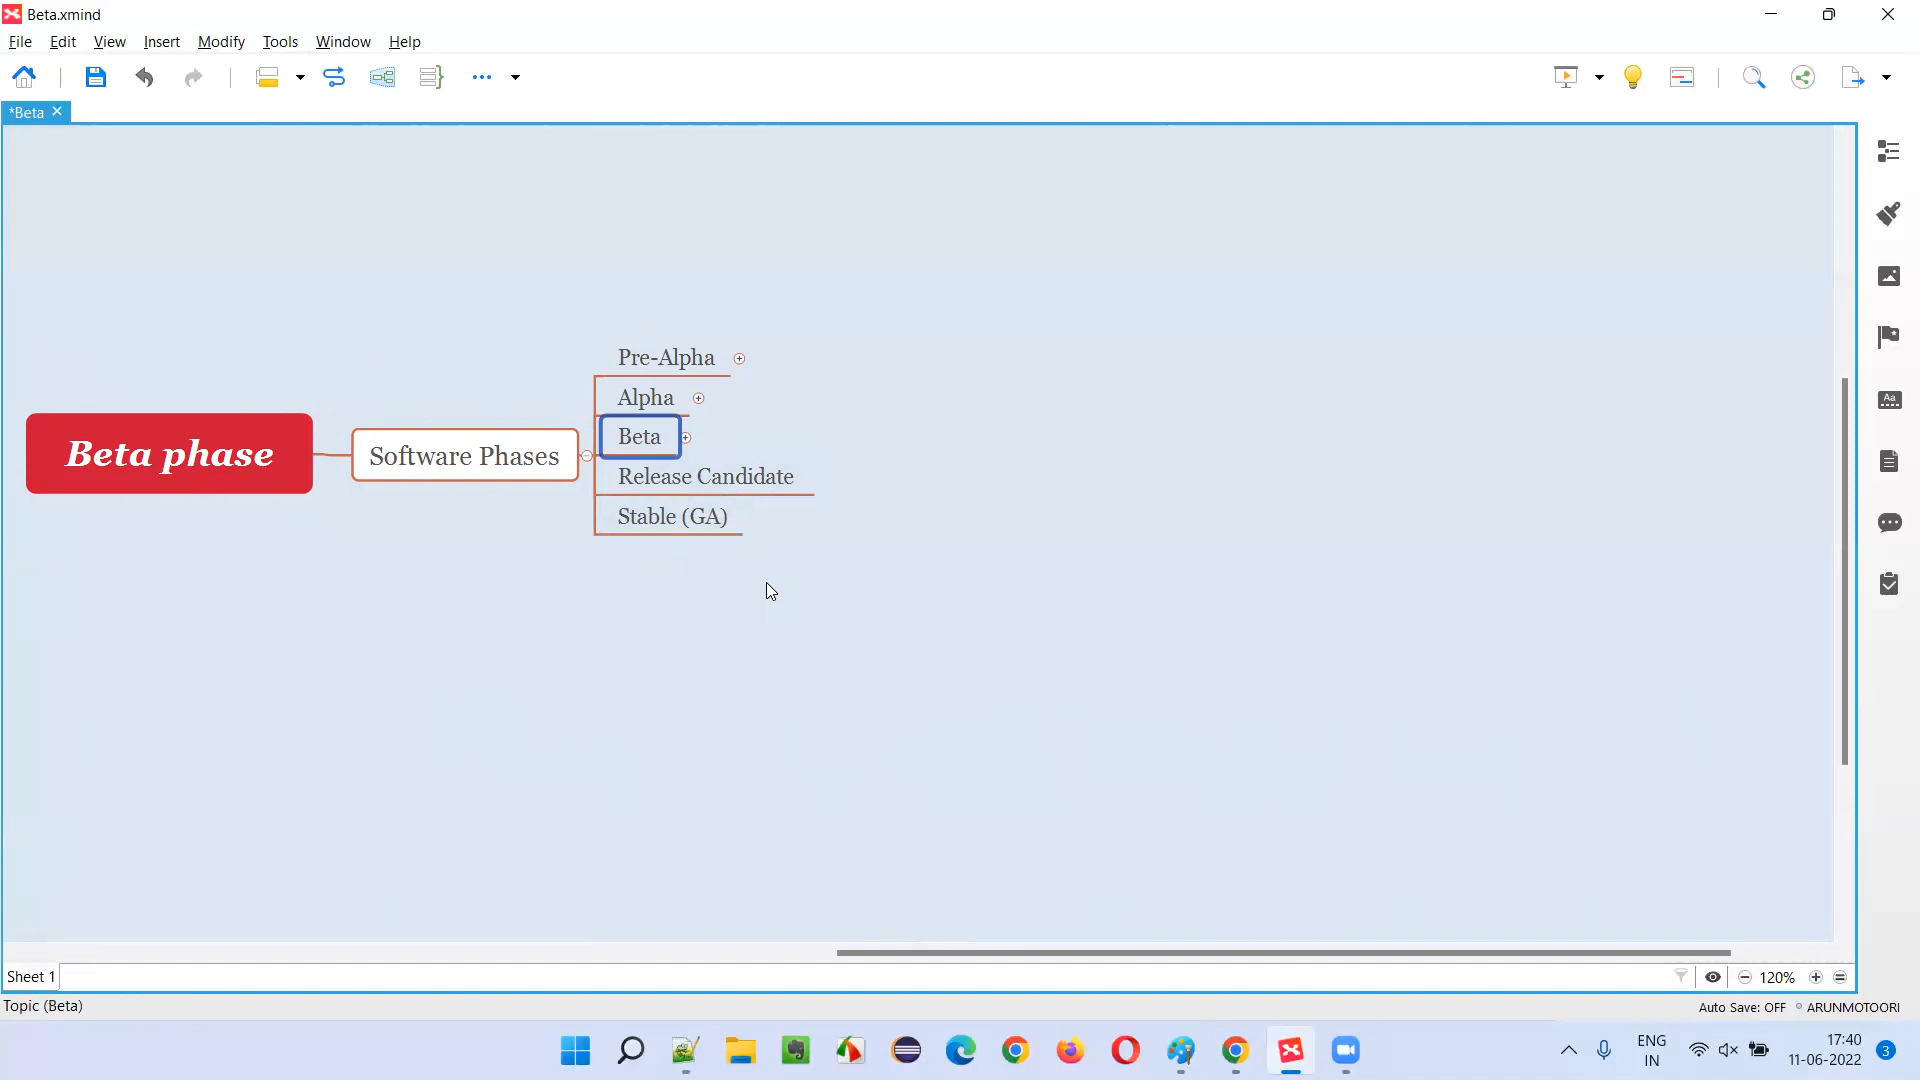 Beta.xmind
File Edit View Insert Modify Tools Window Help
*Beta
Pre-Alpha
Alpha
Beta
Beta phase
Software Phases
Release Candidate
Stable (GA)
Aa
Sheet 1
120%
Topic (Beta)
Auto Save: OFF ARUNMOTOORI
ENG
IN
17:40
11-06-2022
3